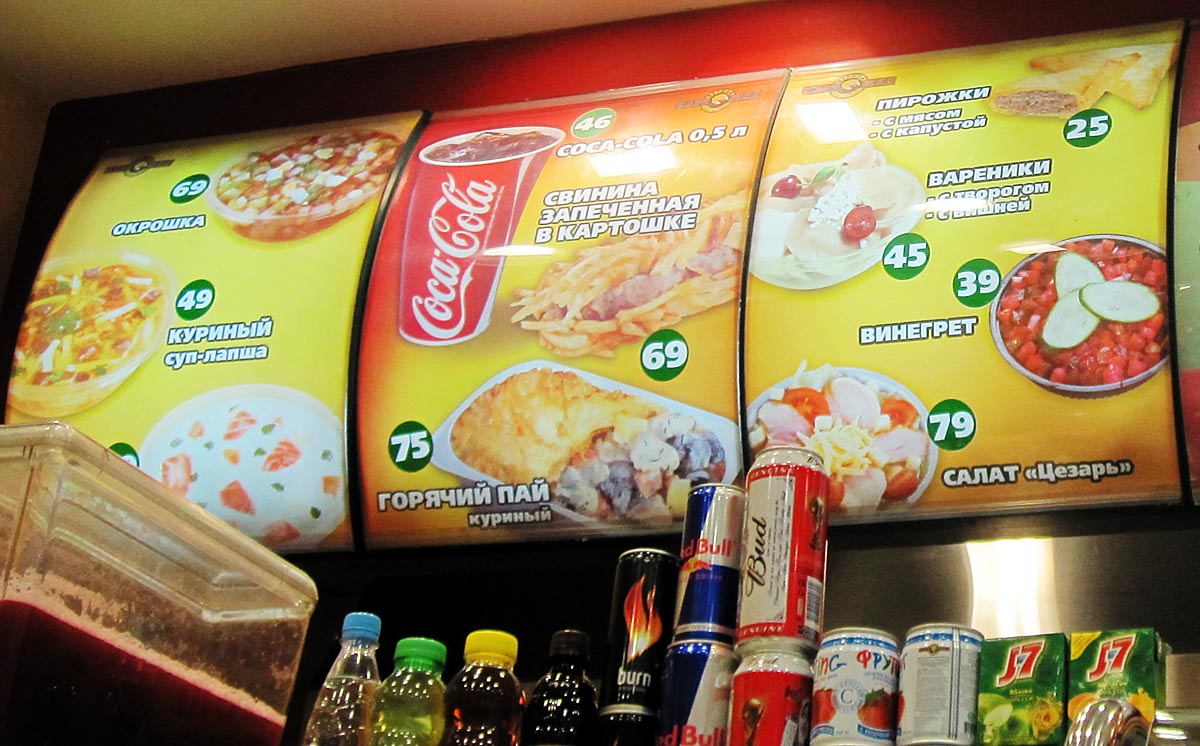 69
ОКРОШКА
49
КУРИНЫЙ
суп-лапша
46
COCA-COLA 0,5 л
Coca-Cola
СВИНИНА
ЗАПЕЧЕННАЯ
В КАРТОШКЕ
69
75
ГОРЯЧИЙ ПАЙ
куриный
ПИРОЖКИ
- с мясом
- с капустой
25
ВАРЕНИКИ
- с творогом
- с вишней
45
39
ВИНЕГРЕТ
79
САЛАТ «Цезарь»
burn
Red Bull
Red Bull
Bud
GENUINE
J7
J7